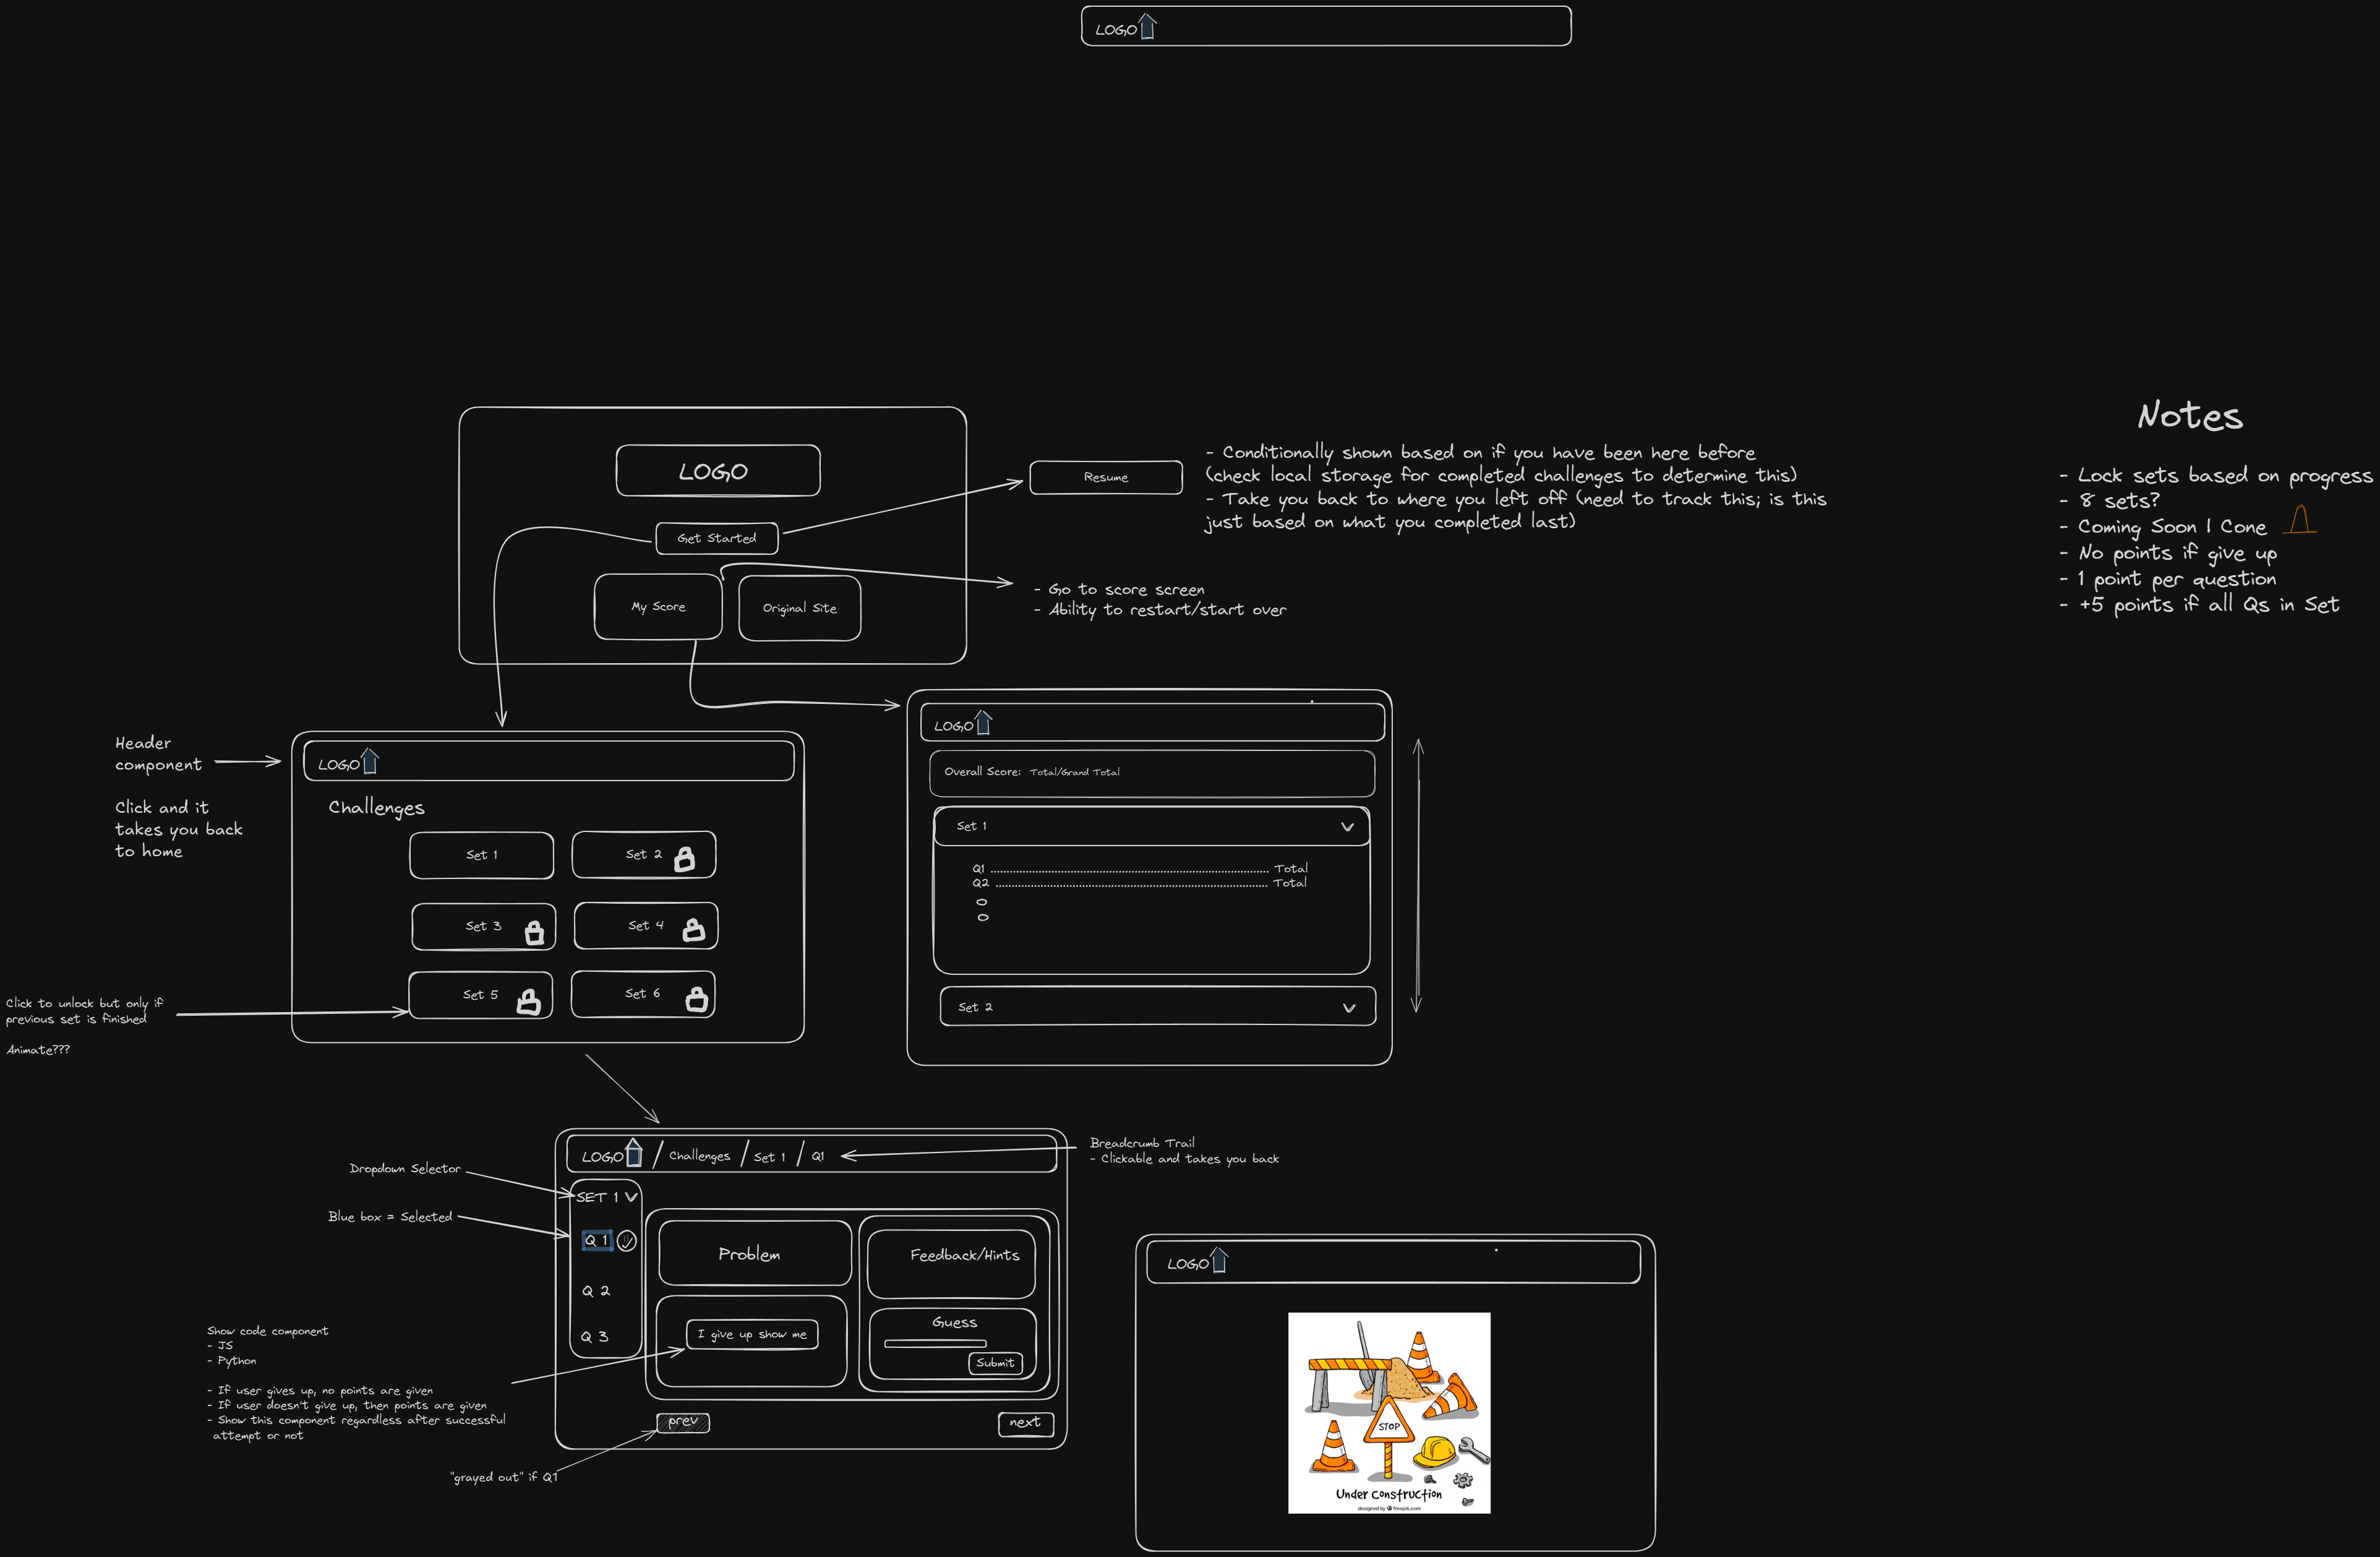 LOGO
LOGO
Get Started
My Score
Original Site
Resume
- Conditionally shown based on if you have been here before
(check local storage for completed challenges to determine this)
- Take you back to where you left off (need to track this; is this
just based on what you completed last)
- Go to score screen
- Ability to restart/start over
Notes
- Lock sets based on progress
- 8 sets?
- Coming Soon | Cone
- No points if give up
- 1 point per question
- +5 points if all Qs in Set
Header
component
Click and it
takes you back
to home
LOGO
Challenges
Set 1
Set 2
Set 3
Set 4
Set 5
Set 6
Click to unlock but only if
previous set is finished
Animate???
LOGO
Overall Score: Total/Grand Total
Set 1
Q1 Total
Q2 Total
Set 2
LOGO / Challenges / Set 1 / Q1
Breadcrumb Trail
- Clickable and takes you back
Dropdown Selector
Blue box = Selected
SET 1
Q 1
Q 2
Q 3
Problem
I give up show me
Feedback/Hints
Guess
Submit
prev
next
Show code component
- JS
- Python
- If user gives up, no points are given
- If user doesn't give up, then points are given
- Show this component regardless after successful
attempt or not
"grayed out" if Q1
LOGO
STOP
Under construction
designed by freepik.com